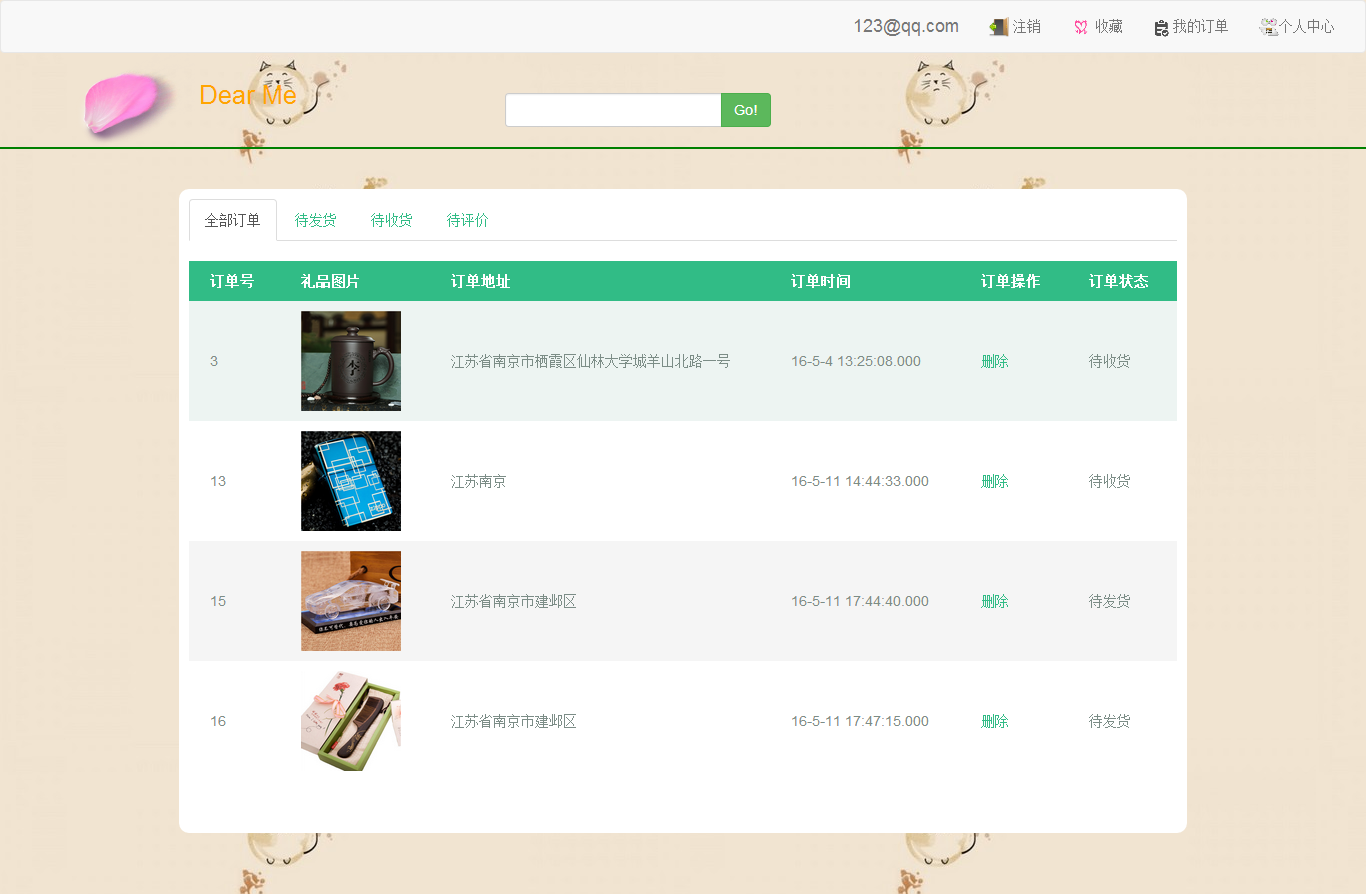 123@qq.com 注销 收藏 我的订单 个人中心
Dear Me
Go!
全部订单 待发货 待收货 待评价
订单号 礼品图片 订单地址 订单时间 订单操作 订单状态
3 江苏省南京市栖霞区仙林大学城羊山北路一号 16-5-4 13:25:08.000 删除 待收货
李
13 江苏南京 16-5-11 14:44:33.000 删除 待收货
15 江苏省南京市建邺区 16-5-11 17:44:40.000 删除 待发货
16 江苏省南京市建邺区 16-5-11 17:47:15.000 删除 待发货